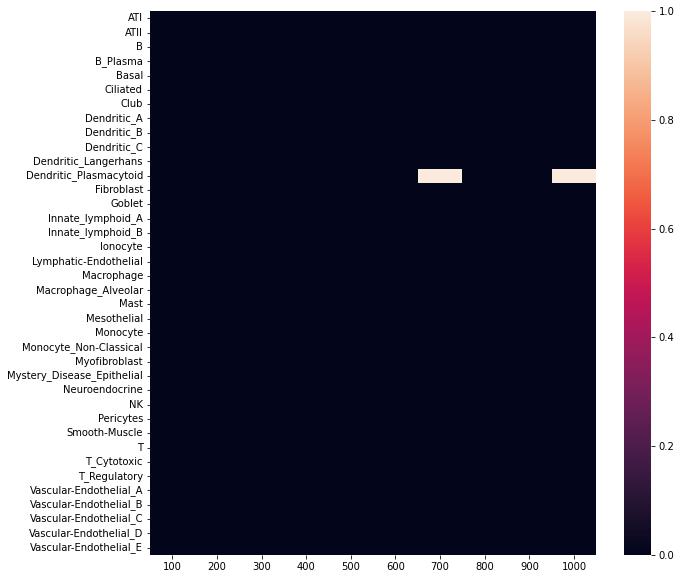 ATI
ATII
B
B_Plasma
Basal
Ciliated
Club
Dendritic_A
Dendritic_B
Dendritic_C
Dendritic_Langerhans
Dendritic_Plasmacytoid
Fibroblast
Goblet
Innate_lymphoid_A
Innate_lymphoid_B
Ionocyte
Lymphatic-Endothelial
Macrophage
Macrophage_Alveolar
Mast
Mesothelial
Monocyte
Monocyte_Non-Classical
Myofibroblast
Mystery_Disease_Epithelial
Neuroendocrine
NK
Pericytes
Smooth-Muscle
T
T_Cytotoxic
T_Regulatory
Vascular-Endothelial_A
Vascular-Endothelial_B
Vascular-Endothelial_C
Vascular-Endothelial_D
Vascular-Endothelial_E
100 200 300 400 500 600 700 800 900 1000
1.0
0.8
0.6
0.4
0.2
0.0